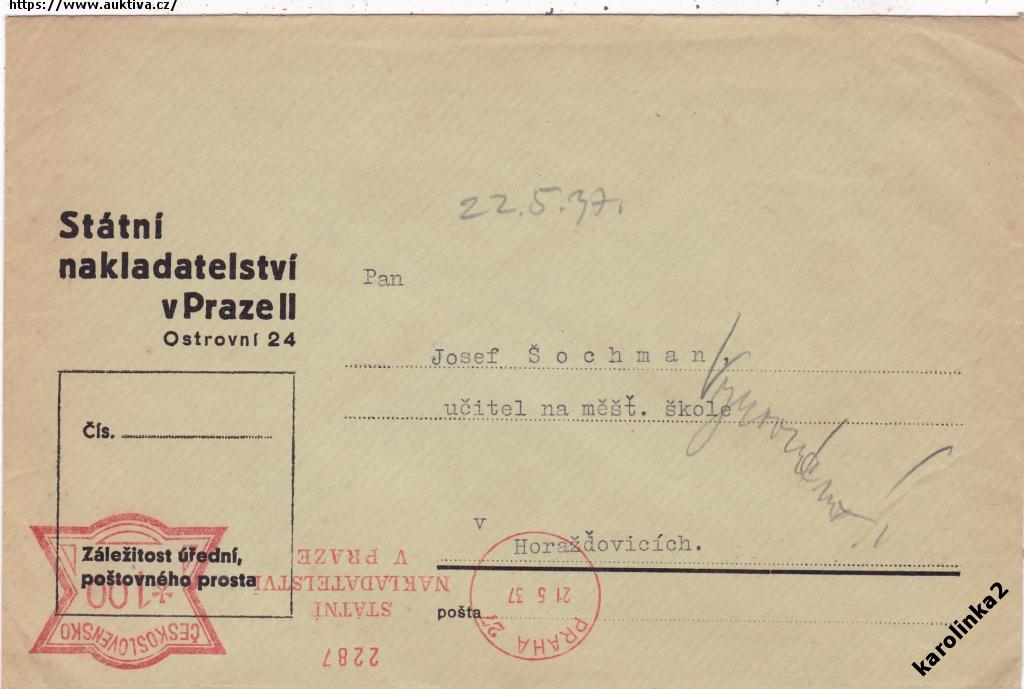 https://www.auktiva.cz/
22.5.37.
Státní
nakladatelství
v Praze II
Ostrovní 24
Pan
Josef Šochman,
učitel na měšť. škole
v
Horažďovicích.
pošta
Čís.
Záležitost úřední,
poštovného prosta
ČESKOSLOVENSKO
*1.00
STÁTNÍ
NAKLADATELSTVÍ
V PRAZE
2287
PRAHA
21 5 37
karolinka2